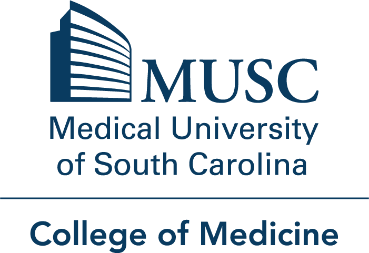 MUSC
Medical University
of South Carolina
College of Medicine